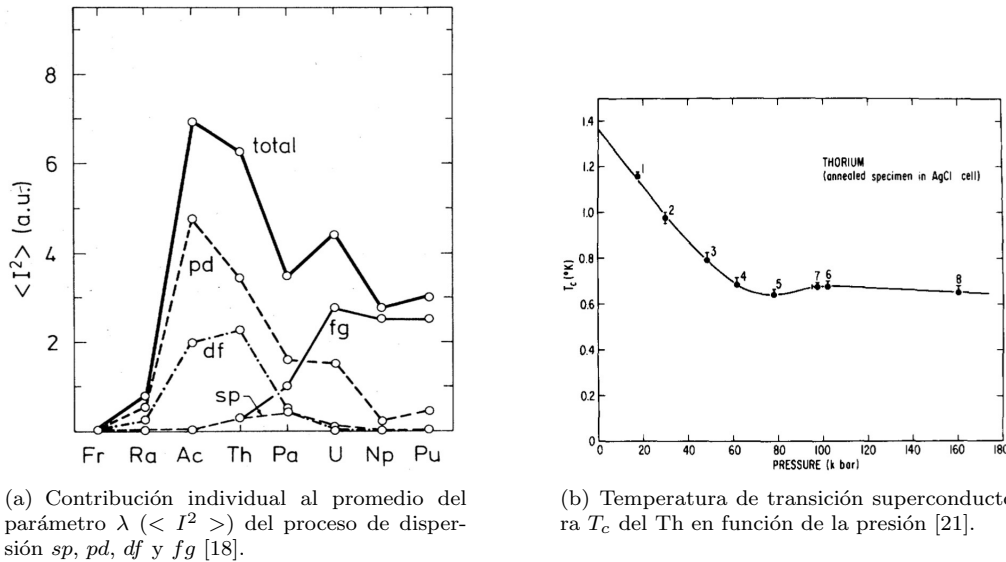 8
6
4
2
< I² > (a.u.)
total
pd
df
fg
sp
Fr Ra Ac Th Pa U Np Pu
(a) Contribución individual al promedio del
parámetro λ (< I² >) del proceso de disper-
sión sp, pd, df y fg [18].
1.4
1.2
1.0
0.8
0.6
0.4
0.2
0
T_c (°K)
THORIUM
(annealed specimen in AgCl cell)
1
2
3
4
5
7 6
8
0 20 40 60 80 100 120 140 160 180
PRESSURE (k bar)
(b) Temperatura de transición superconducto-
ra T_c del Th en función de la presión [21].